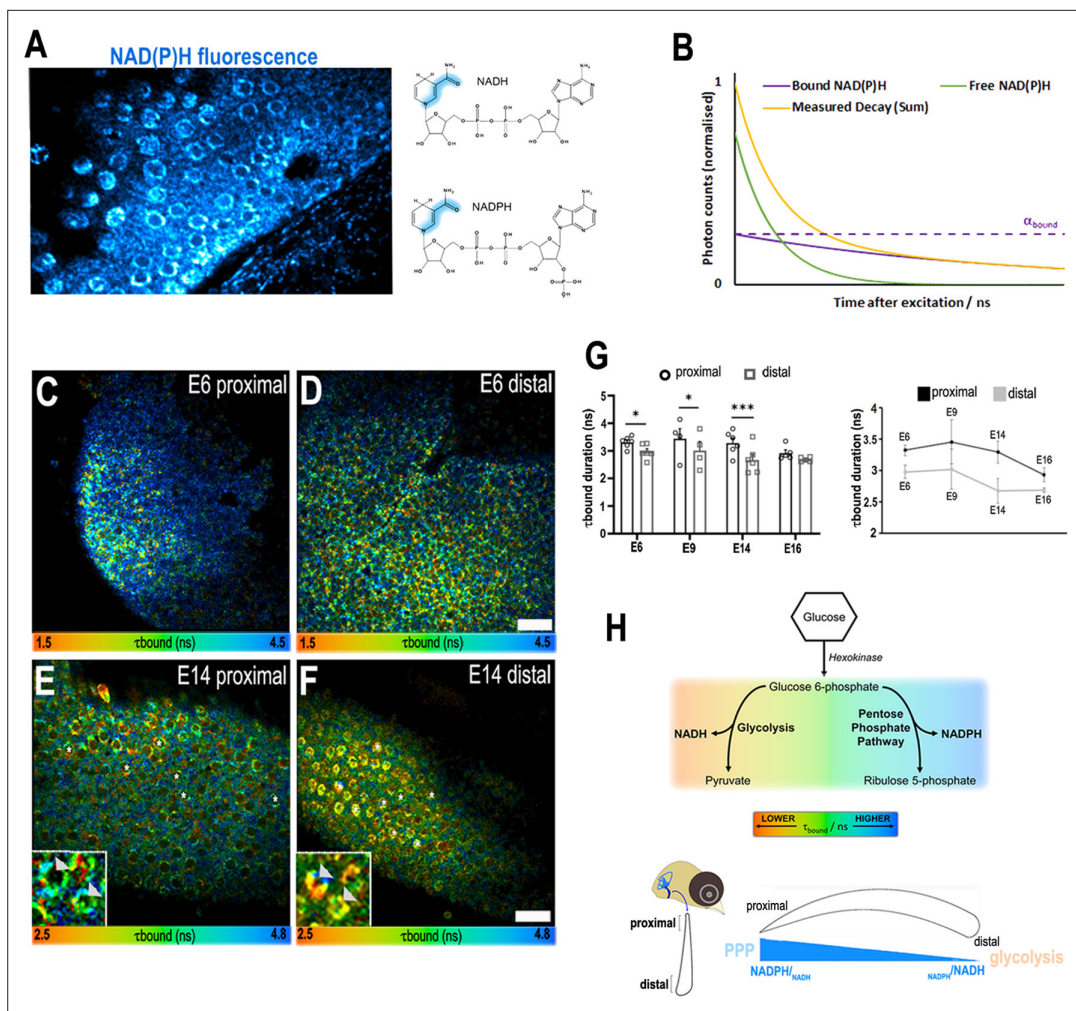 A
NAD(P)H fluorescence
NADH
NADPH
B
Photon counts (normalised)
1
0
Bound NAD(P)H
Free NAD(P)H
Measured Decay (Sum)
αbound
Time after excitation / ns
C
E6 proximal
D
E6 distal
1.5 τbound (ns) 4.5
1.5 τbound (ns) 4.5
E
E14 proximal
F
E14 distal
2.5 τbound (ns) 4.8
2.5 τbound (ns) 4.8
G
proximal distal
τbound duration (ns)
5
4
3
2
1
0
* * ***
E6 E9 E14 E16
proximal
distal
τbound duration (ns)
4
3.5
3
2.5
2
E6 E9 E14 E16
E6 E9 E14 E16
H
Glucose
Hexokinase
Glucose 6-phosphate
NADH
Glycolysis
Pentose
Phosphate
Pathway
NADPH
Pyruvate
Ribulose 5-phosphate
LOWER τbound / ns HIGHER
proximal
distal
proximal
distal
PPP
glycolysis
NADPH/NADH
NADPH/NADH